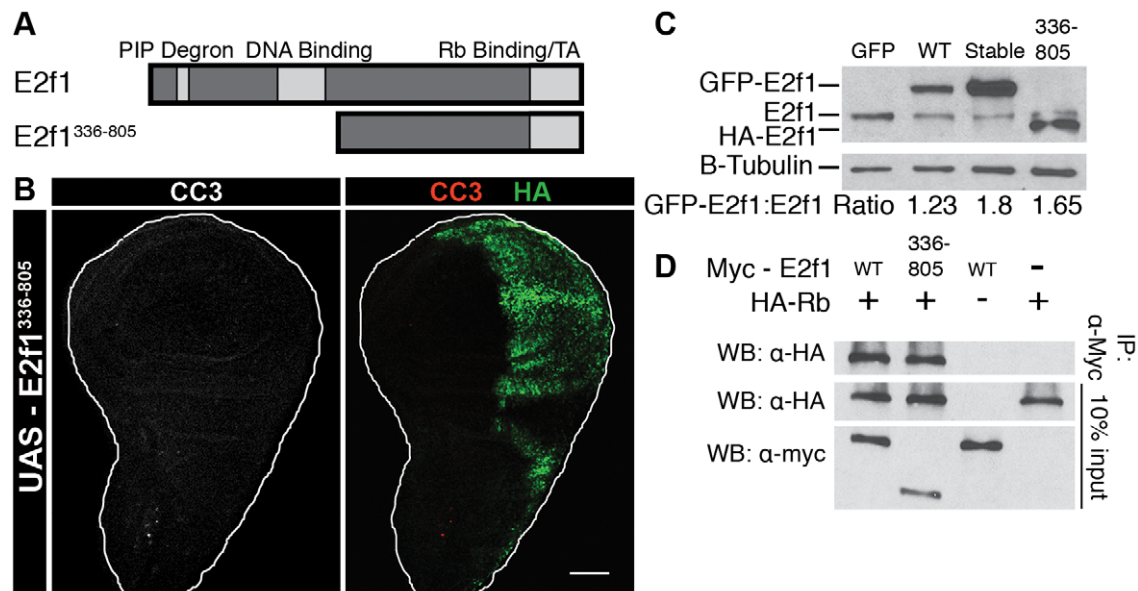 A
PIP Degron DNA Binding Rb Binding/TA
E2f1
E2f1336-805
B
CC3
CC3 HA
UAS - E2f1336-805
C
GFP WT Stable 336-805
GFP-E2f1
E2f1
HA-E2f1
B-Tubulin
GFP-E2f1:E2f1 Ratio 1.23 1.8 1.65
D
Myc - E2f1 WT 336-805 WT -
HA-Rb + + - +
WB: α-HA
WB: α-HA
WB: α-myc
IP: α-Myc
10% input